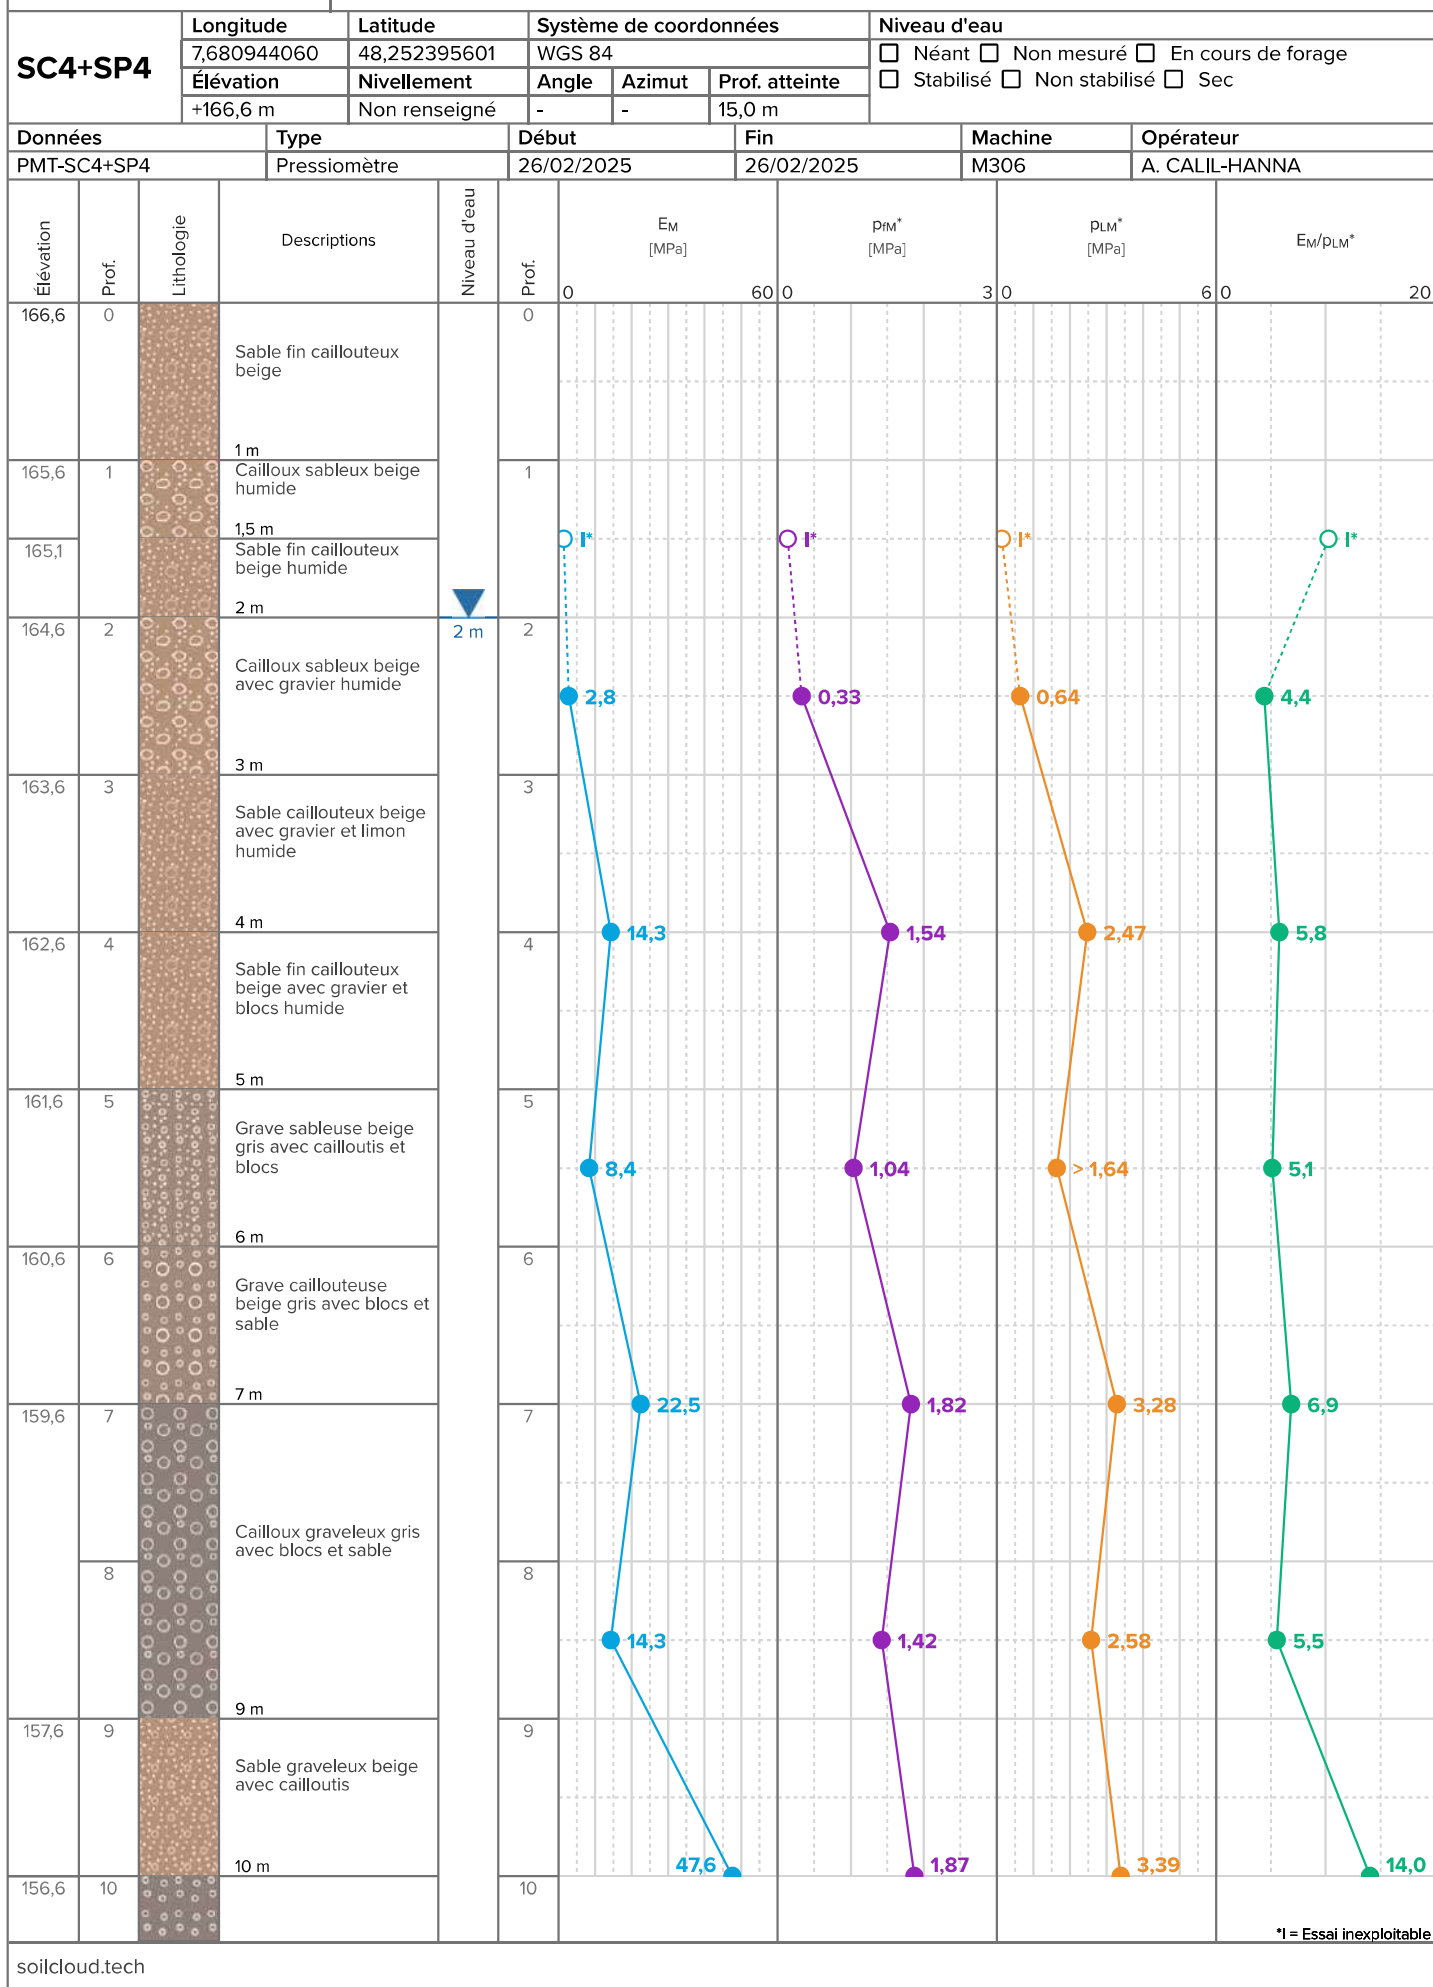 SC4+SP4
Longitude Latitude Système de coordonnées Niveau d'eau
7,680944060 48,252395601 WGS 84 Néant Non mesuré En cours de forage
Élévation Nivellement Angle Azimut Prof. atteinte Stabilisé Non stabilisé Sec
+166,6 m Non renseigné - - 15,0 m
Données Type Début Fin Machine Opérateur
PMT-SC4+SP4 Pressiomètre 26/02/2025 26/02/2025 M306 A. CALIL-HANNA
Élévation Prof. Lithologie Descriptions Niveau d'eau Prof. EM [MPa] pfM* [MPa] pLM* [MPa] EM/pLM*
0 60 0 3 0 6 0 20
166,6 0 0
Sable fin caillouteux
beige
1 m
165,6 1 1
Cailloux sableux beige
humide
1,5 m
165,1 I* I* I* I*
Sable fin caillouteux
beige humide
2 m
164,6 2 2 m 2
Cailloux sableux beige
avec gravier humide
2,8 0,33 0,64 4,4
3 m
163,6 3 3
Sable caillouteux beige
avec gravier et limon
humide
4 m
162,6 4 4 14,3 1,54 2,47 5,8
Sable fin caillouteux
beige avec gravier et
blocs humide
5 m
161,6 5 5
Grave sableuse beige
gris avec cailloutis et
blocs
8,4 1,04 > 1,64 5,1
6 m
160,6 6 6
Grave caillouteuse
beige gris avec blocs et
sable
7 m
159,6 7 7 22,5 1,82 3,28 6,9
Cailloux graveleux gris
avec blocs et sable
8 8
14,3 1,42 2,58 5,5
9 m
157,6 9 9
Sable graveleux beige
avec cailloutis
10 m 47,6 1,87 3,39 14,0
156,6 10 10
*I = Essai inexploitable
soilcloud.tech